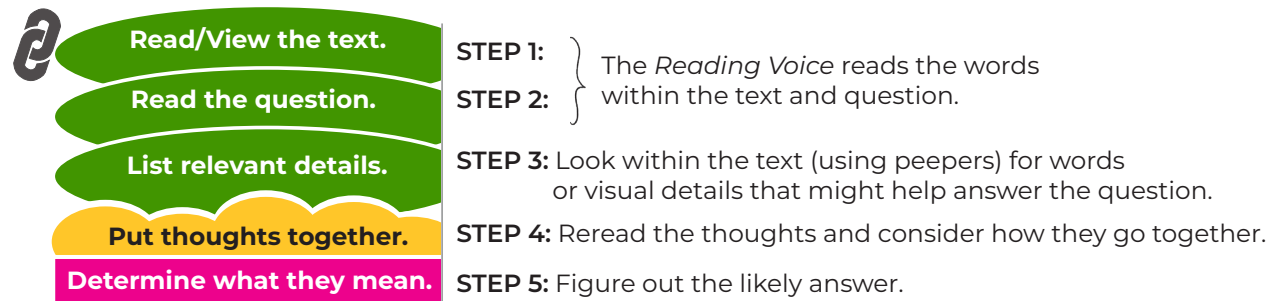 Read/View the text.
Read the question.
List relevant details.
Put thoughts together.
Determine what they mean.
STEP 1:
STEP 2:
The Reading Voice reads the words
within the text and question.
STEP 3: Look within the text (using peepers) for words
or visual details that might help answer the question.
STEP 4: Reread the thoughts and consider how they go together.
STEP 5: Figure out the likely answer.